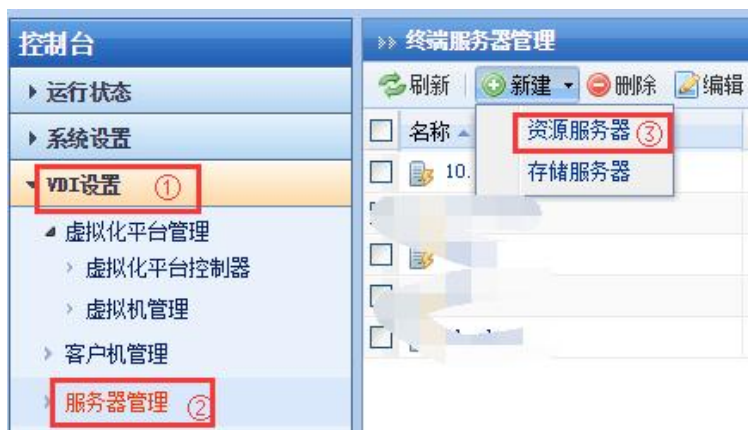 控制台
运行状态
系统设置
VDI设置 ①
虚拟化平台管理
虚拟化平台控制器
虚拟机管理
客户机管理
服务器管理 ②
终端服务器管理
刷新 新建 删除 编辑
资源服务器 ③
存储服务器
名称
10.